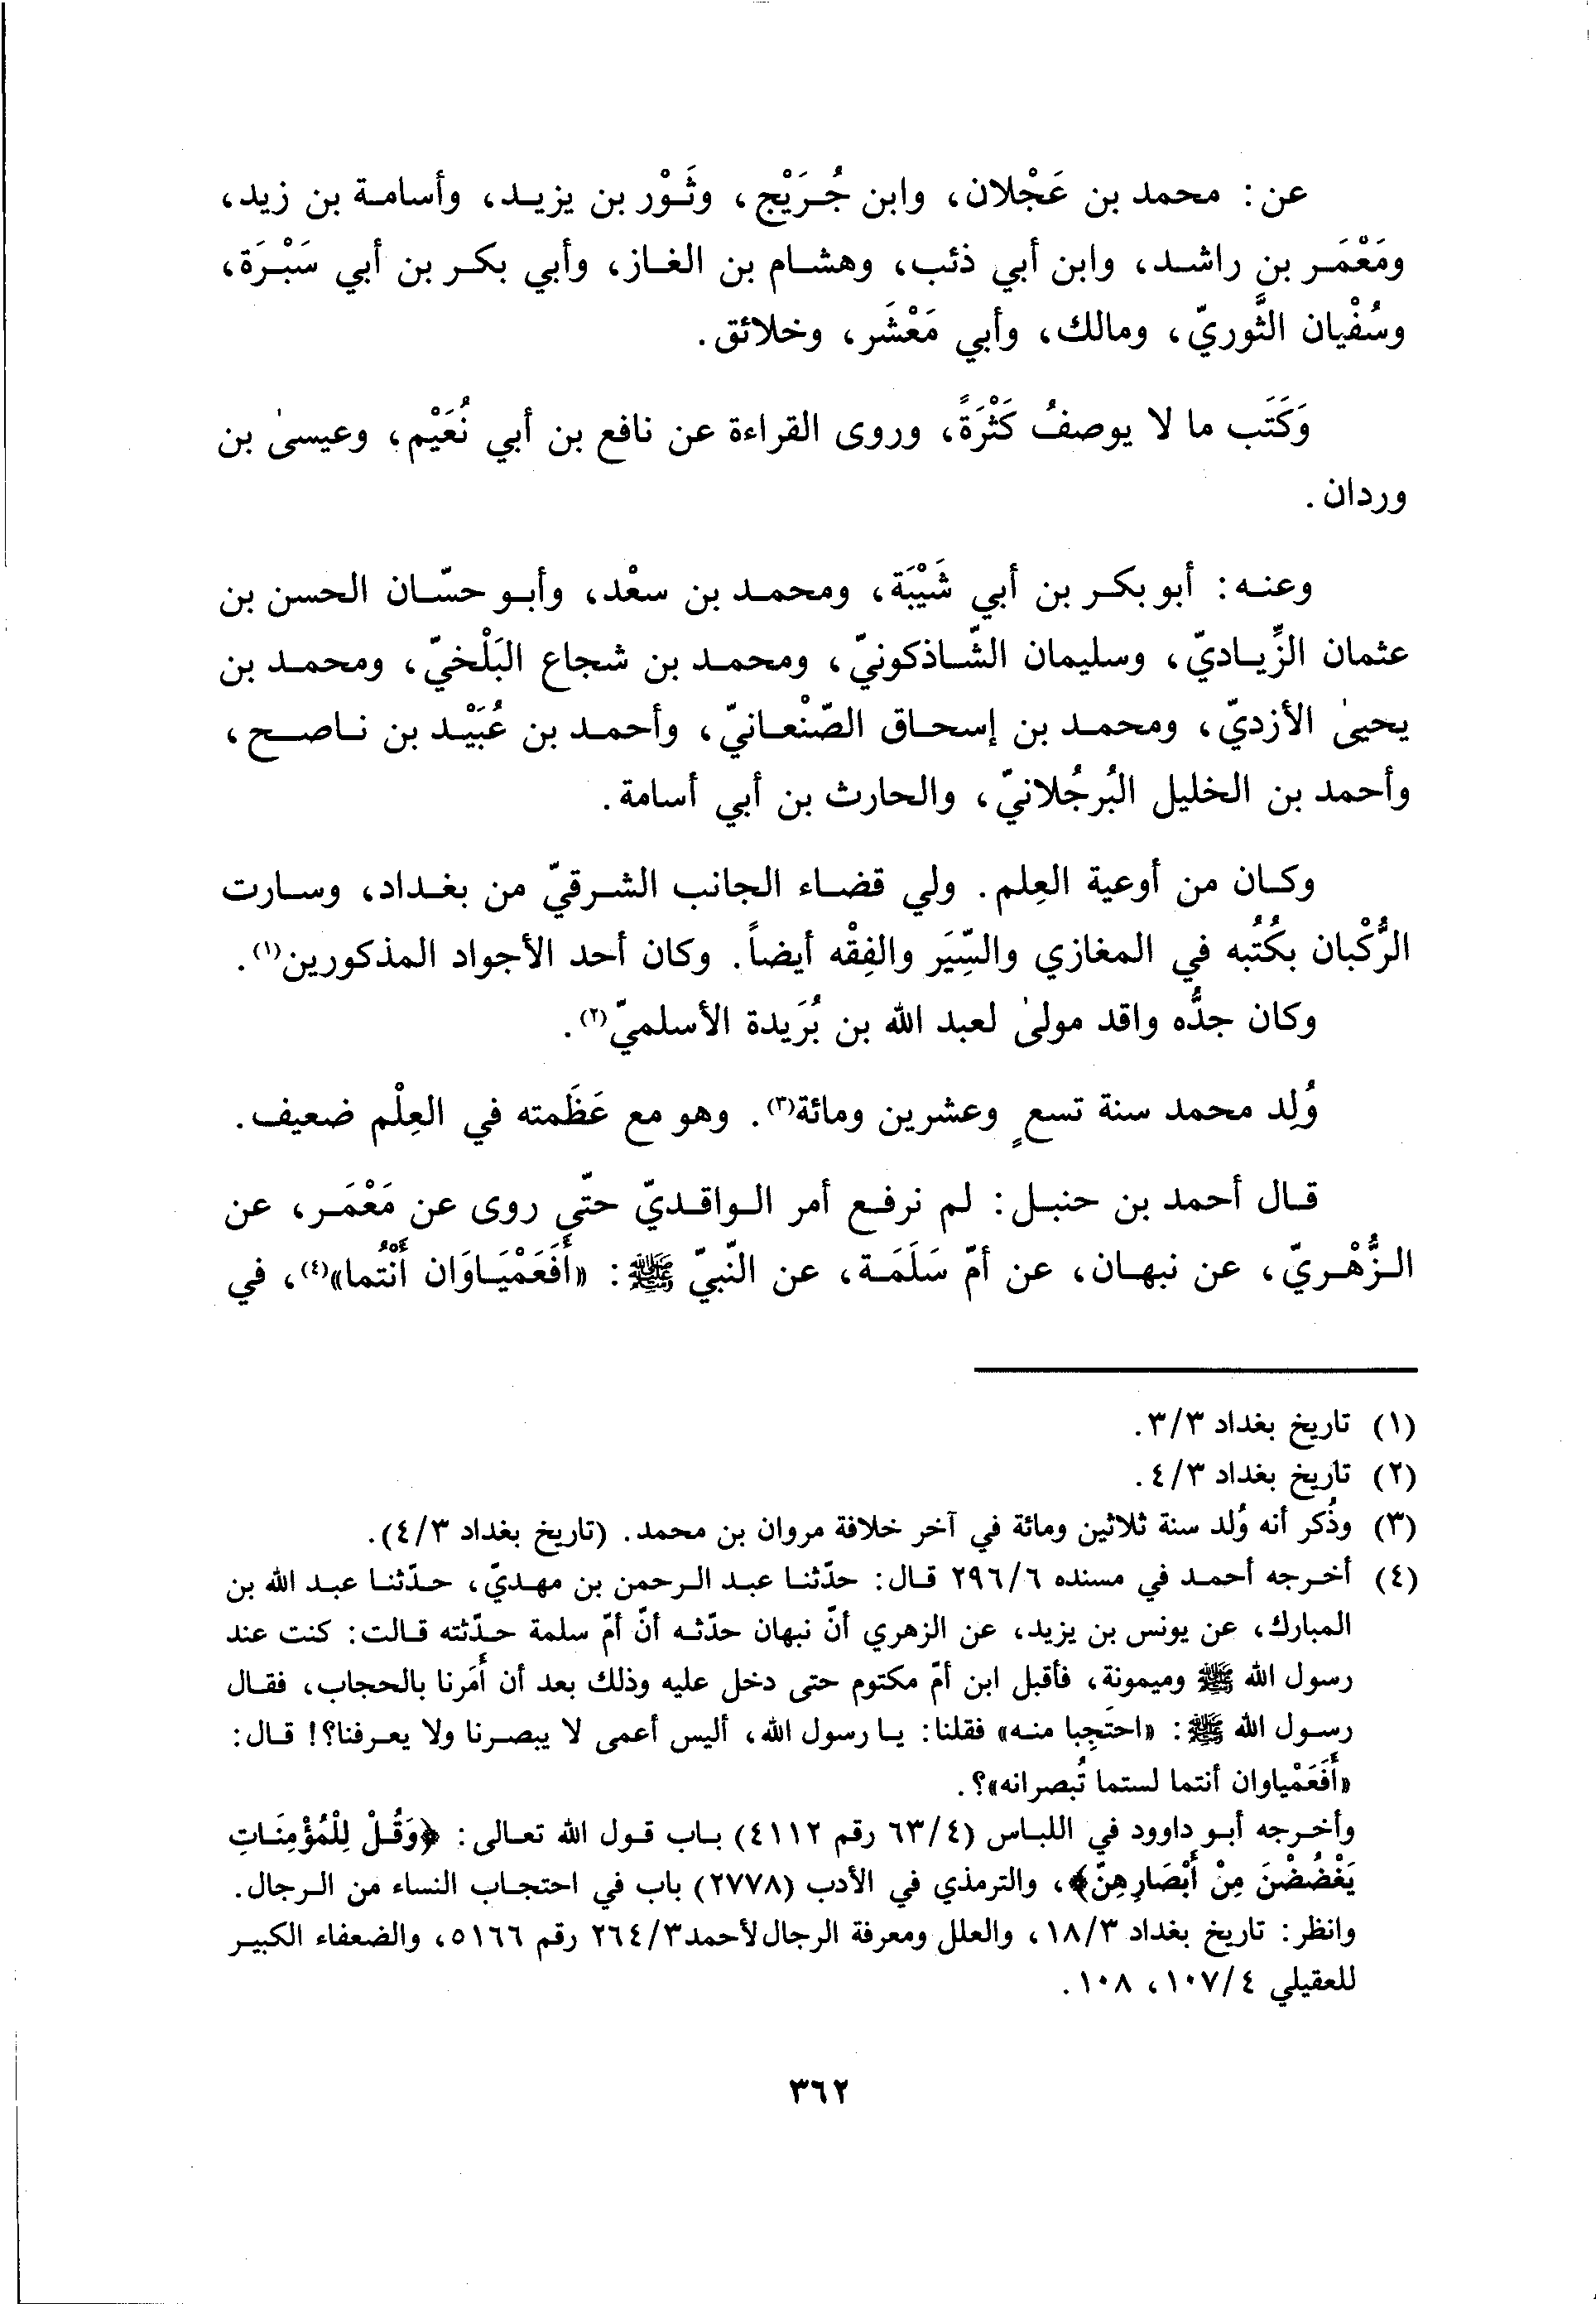 عن: محمد بن عَجْلان، وابن جُرَيْج، وثَوْر بن يزيد، وأسامة بن زيد،
ومَعْمَر بن راشد، وابن أبي ذئب، وهشام بن الغاز، وأبي بكر بن أبي سَبْرَة،
وسُفْيان الثَّوريّ، ومالك، وأبي مَعْشَر، وخلائق.
وَكَتَب ما لا يوصفُ كَثْرَةً، وروى القراءة عن نافع بن أبي نُعَيْم، وعيسىٰ بن
وردان.
وعنه: أبو بكر بن أبي شَيْبَة، ومحمد بن سعْد، وأبو حسّان الحسن بن
عثمان الزِّياديّ، وسليمان الشّاذكونيّ، ومحمد بن شجاع البَلْخيّ، ومحمد بن
يحيىٰ الأزديّ، ومحمد بن إسحاق الصّنْعانيّ، وأحمد بن عُبَيْد بن ناصح،
وأحمد بن الخليل البُرجُلانيّ، والحارث بن أبي أسامة.
وكان من أوعية العِلم. ولي قضاء الجانب الشرقيّ من بغداد، وسارت
الرُّكْبان بكُتُبه في المغازي والسِّيَر والفِقْه أيضاً. وكان أحد الأجواد المذكورين(١).
وكان جدُّه واقد مولىٰ لعبد الله بن بُرَيدة الأسلميّ(٢).
وُلِد محمد سنة تسعٍ وعشرين ومائة(٣). وهو مع عَظَمته في العِلْم ضعيف.
قال أحمد بن حنبل: لم نرفع أمر الواقديّ حتّى روى عن مَعْمَر، عن
الزُّهْريّ، عن نبهان، عن أمّ سَلَمَة، عن النّبيّ ﷺ: «أَفَعَمْيَاوَان أَنْتُما»(٤)، في
(١) تاريخ بغداد ٣/٣.
(٢) تاريخ بغداد ٤/٣.
(٣) وذُكر أنه وُلد سنة ثلاثين ومائة في آخر خلافة مروان بن محمد. (تاريخ بغداد ٤/٣).
(٤) أخرجه أحمد في مسنده ٢٩٦/٦ قال: حدّثنا عبد الرحمن بن مهديّ، حدّثنا عبد الله بن
المبارك، عن يونس بن يزيد، عن الزهري أنّ نبهان حدّثه أنّ أمّ سلمة حدّثته قالت: كنت عند
رسول الله ﷺ وميمونة، فأقبل ابن أمّ مكتوم حتى دخل عليه وذلك بعد أن أَمَرنا بالحجاب، فقال
رسول الله ﷺ: «احتَجِبا منه» فقلنا: يا رسول الله، أليس أعمى لا يبصرنا ولا يعرفنا؟! قال:
«أَفَعَمْياوان أنتما لستما تُبصرانه»؟.
وأخرجه أبو داوود في اللباس (٦٣/٤ رقم ٤١١٢) باب قول الله تعالى: ﴿وَقُلْ لِلْمُؤْمِنَاتِ
يَغْضُضْنَ مِنْ أَبْصَارِهِنّ﴾، والترمذي في الأدب (٢٧٧٨) باب في احتجاب النساء من الرجال.
وانظر: تاريخ بغداد ١٨/٣، والعلل ومعرفة الرجال لأحمد ٢٦٤/٣ رقم ٥١٦٦، والضعفاء الكبير
للعقيلي ١٠٧/٤، ١٠٨.
٣٦٢